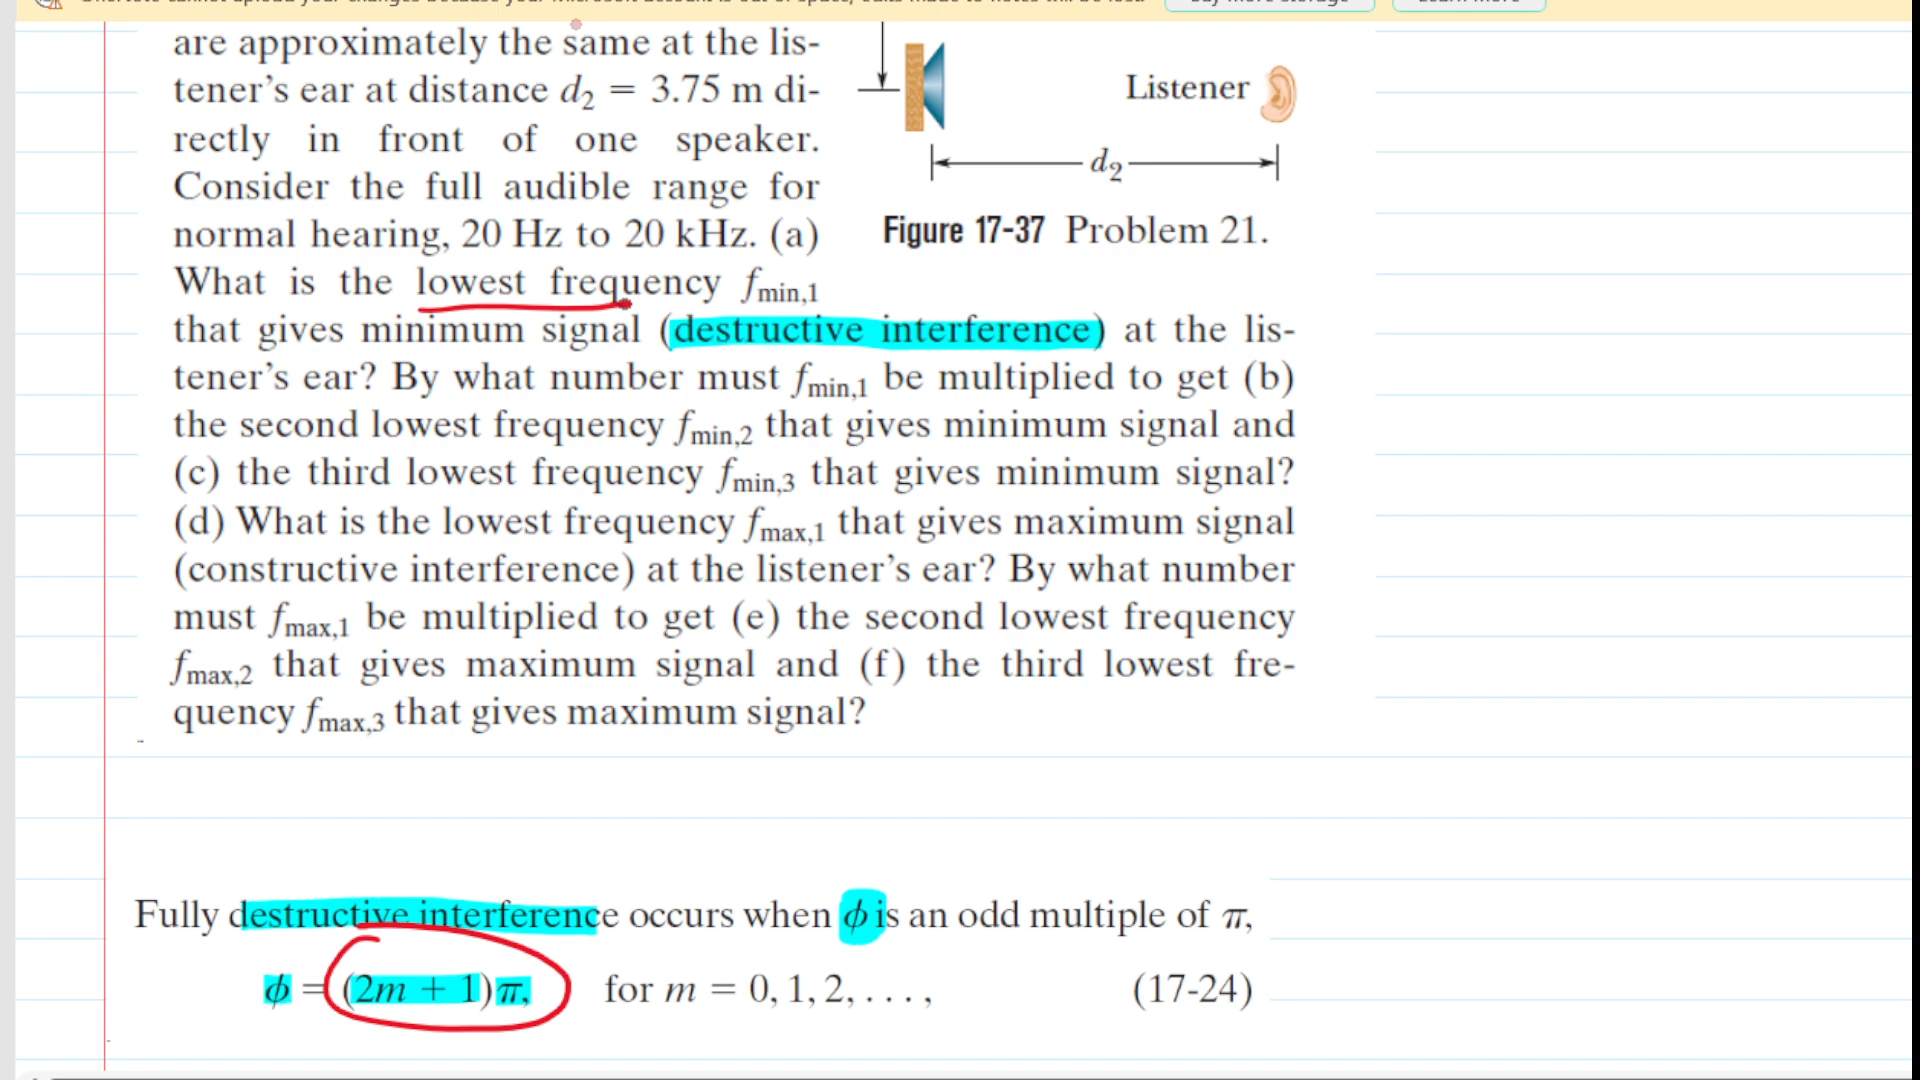 are approximately the same at the lis-
tener's ear at distance d₂ = 3.75 m di-
rectly in front of one speaker.
Consider the full audible range for
normal hearing, 20 Hz to 20 kHz. (a)
What is the lowest frequency fmin,1
Listener
d₂
Figure 17-37 Problem 21.
that gives minimum signal (destructive interference) at the lis-
tener's ear? By what number must fmin,1 be multiplied to get (b)
the second lowest frequency fmin,2 that gives minimum signal and
(c) the third lowest frequency fmin,3 that gives minimum signal?
(d) What is the lowest frequency fmax,1 that gives maximum signal
(constructive interference) at the listener's ear? By what number
must fmax,1 be multiplied to get (e) the second lowest frequency
fmax,2 that gives maximum signal and (f) the third lowest fre-
quency fmax,3 that gives maximum signal?
Fully destructive interference occurs when ϕ is an odd multiple of π,
ϕ = (2m + 1)π, for m = 0, 1, 2, . . . , (17-24)